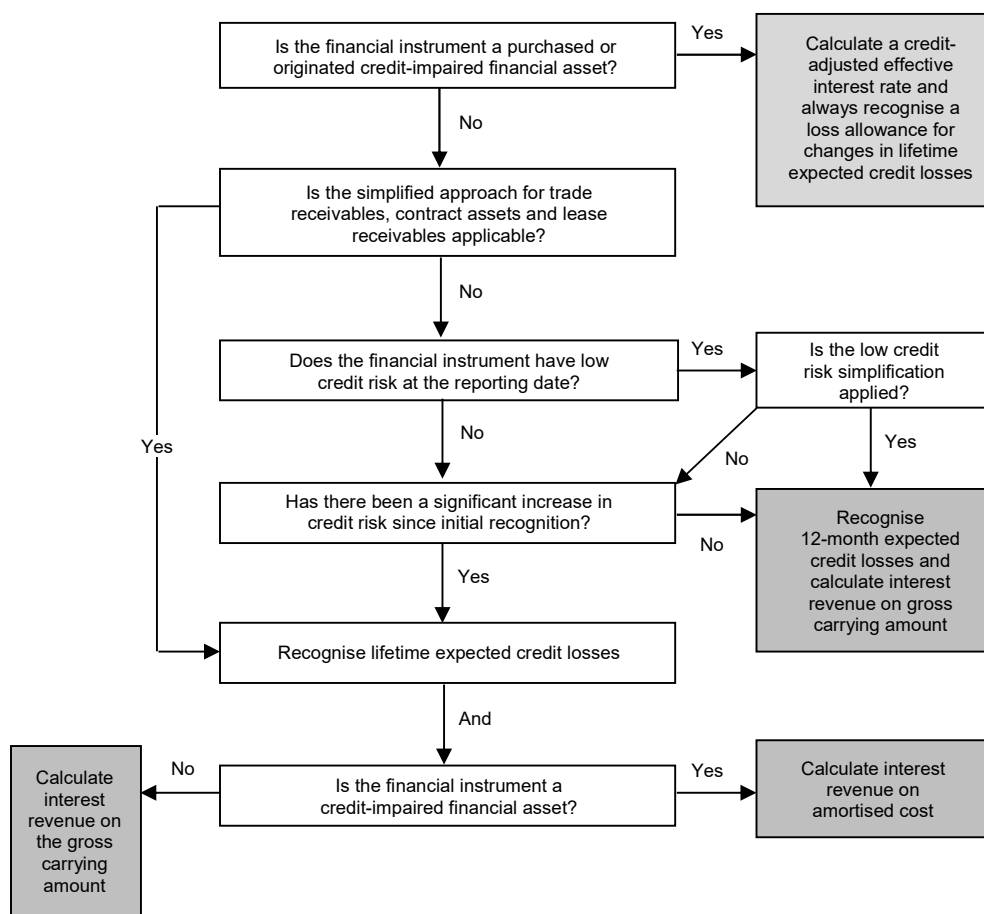 Is the financial instrument a purchased or
originated credit-impaired financial asset?
Yes
Calculate a credit-
adjusted effective
interest rate and
always recognise a
loss allowance for
changes in lifetime
expected credit losses
No
Is the simplified approach for trade
receivables, contract assets and lease
receivables applicable?
No
Yes
Does the financial instrument have low
credit risk at the reporting date?
Yes
Is the low credit
risk simplification
applied?
No
No
Yes
Has there been a significant increase in
credit risk since initial recognition?
No
Recognise
12-month expected
credit losses and
calculate interest
revenue on gross
carrying amount
Yes
Recognise lifetime expected credit losses
And
Is the financial instrument a
credit-impaired financial asset?
No
Calculate
interest
revenue on
the gross
carrying
amount
Yes
Calculate interest
revenue on
amortised cost